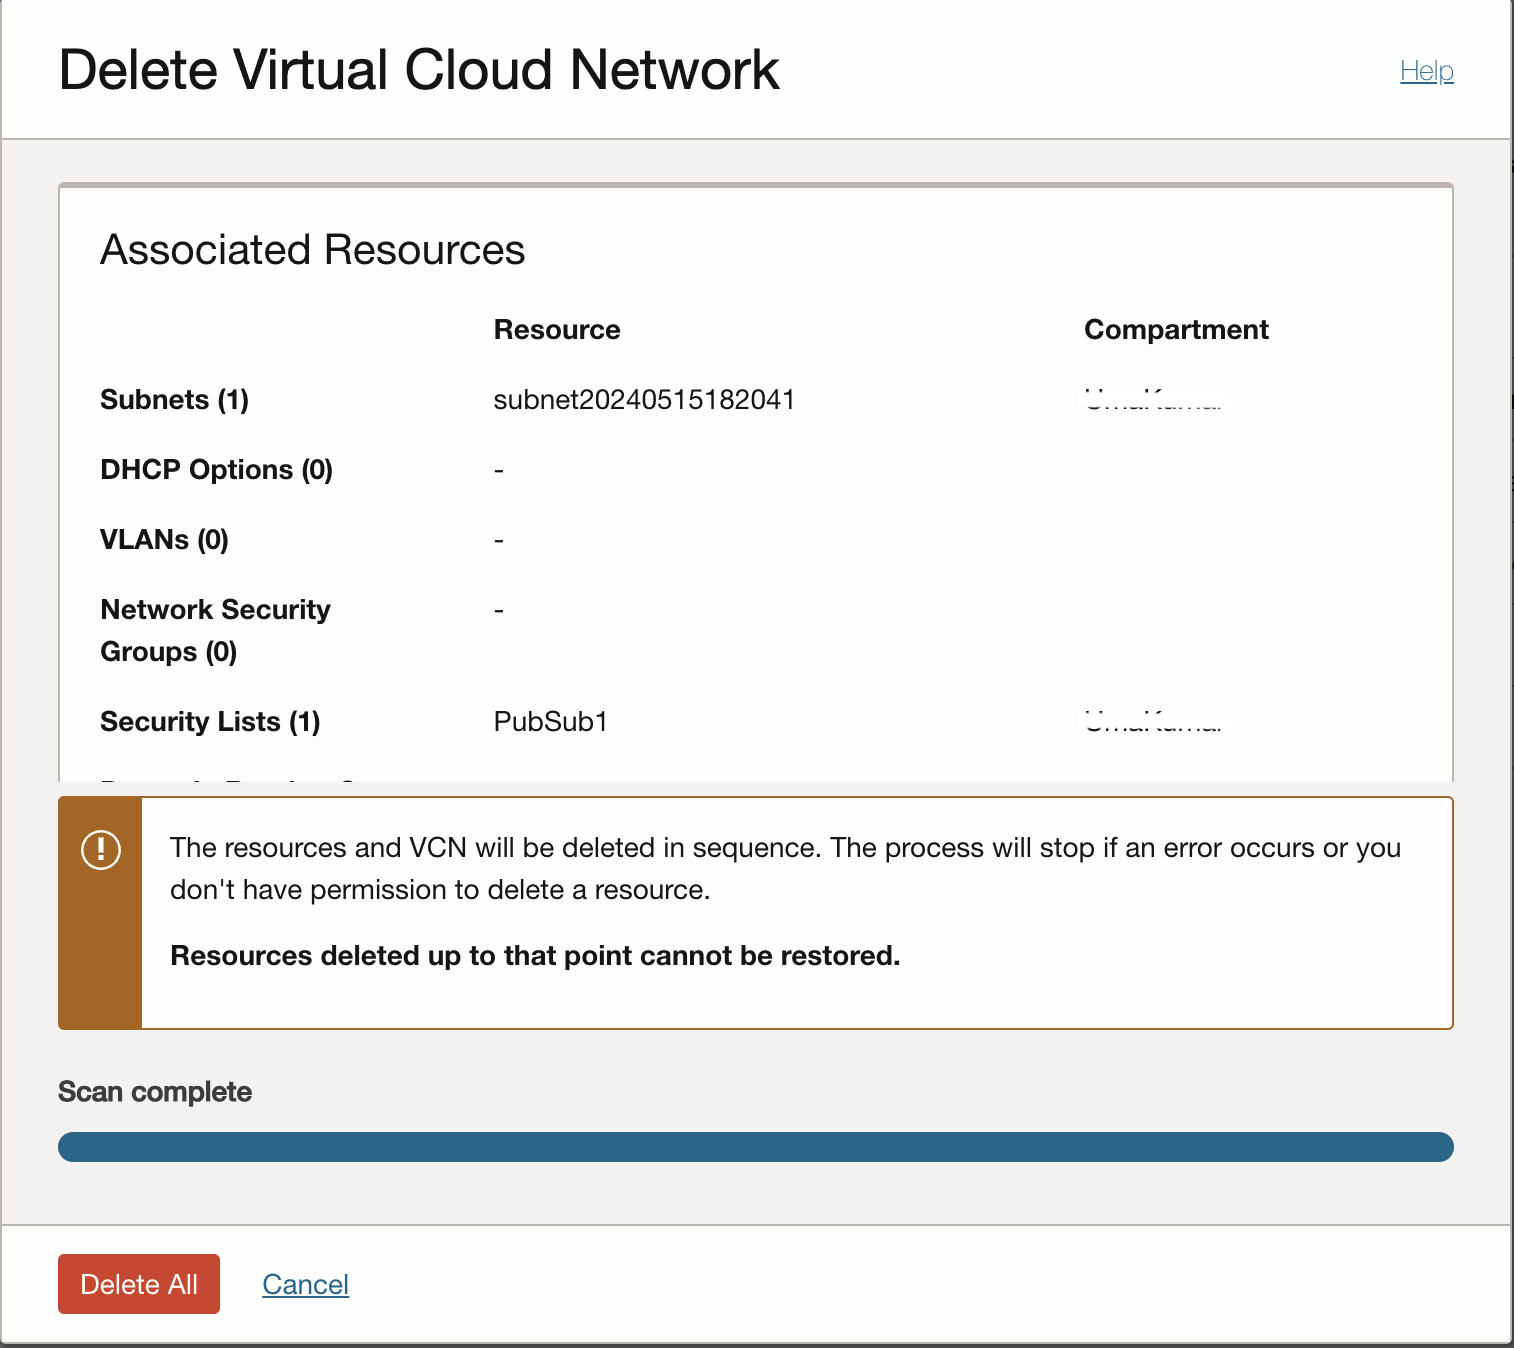 Delete Virtual Cloud Network
Help
Associated Resources
Resource Compartment
Subnets (1) subnet20240515182041
DHCP Options (0) -
VLANs (0) -
Network Security -
Groups (0)
Security Lists (1) PubSub1
The resources and VCN will be deleted in sequence. The process will stop if an error occurs or you
don't have permission to delete a resource.
Resources deleted up to that point cannot be restored.
Scan complete
Delete All Cancel